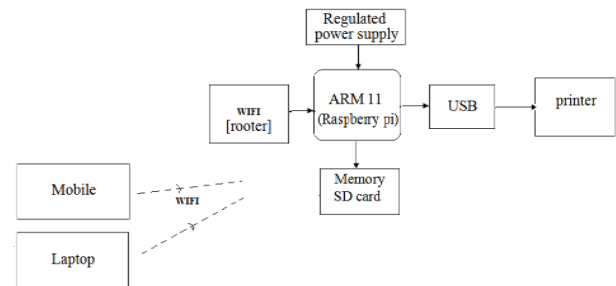 Regulated
power supply
WIFI
[rooter]
ARM 11
(Raspberry pi)
USB
printer
Memory
SD card
Mobile
WIFI
Laptop